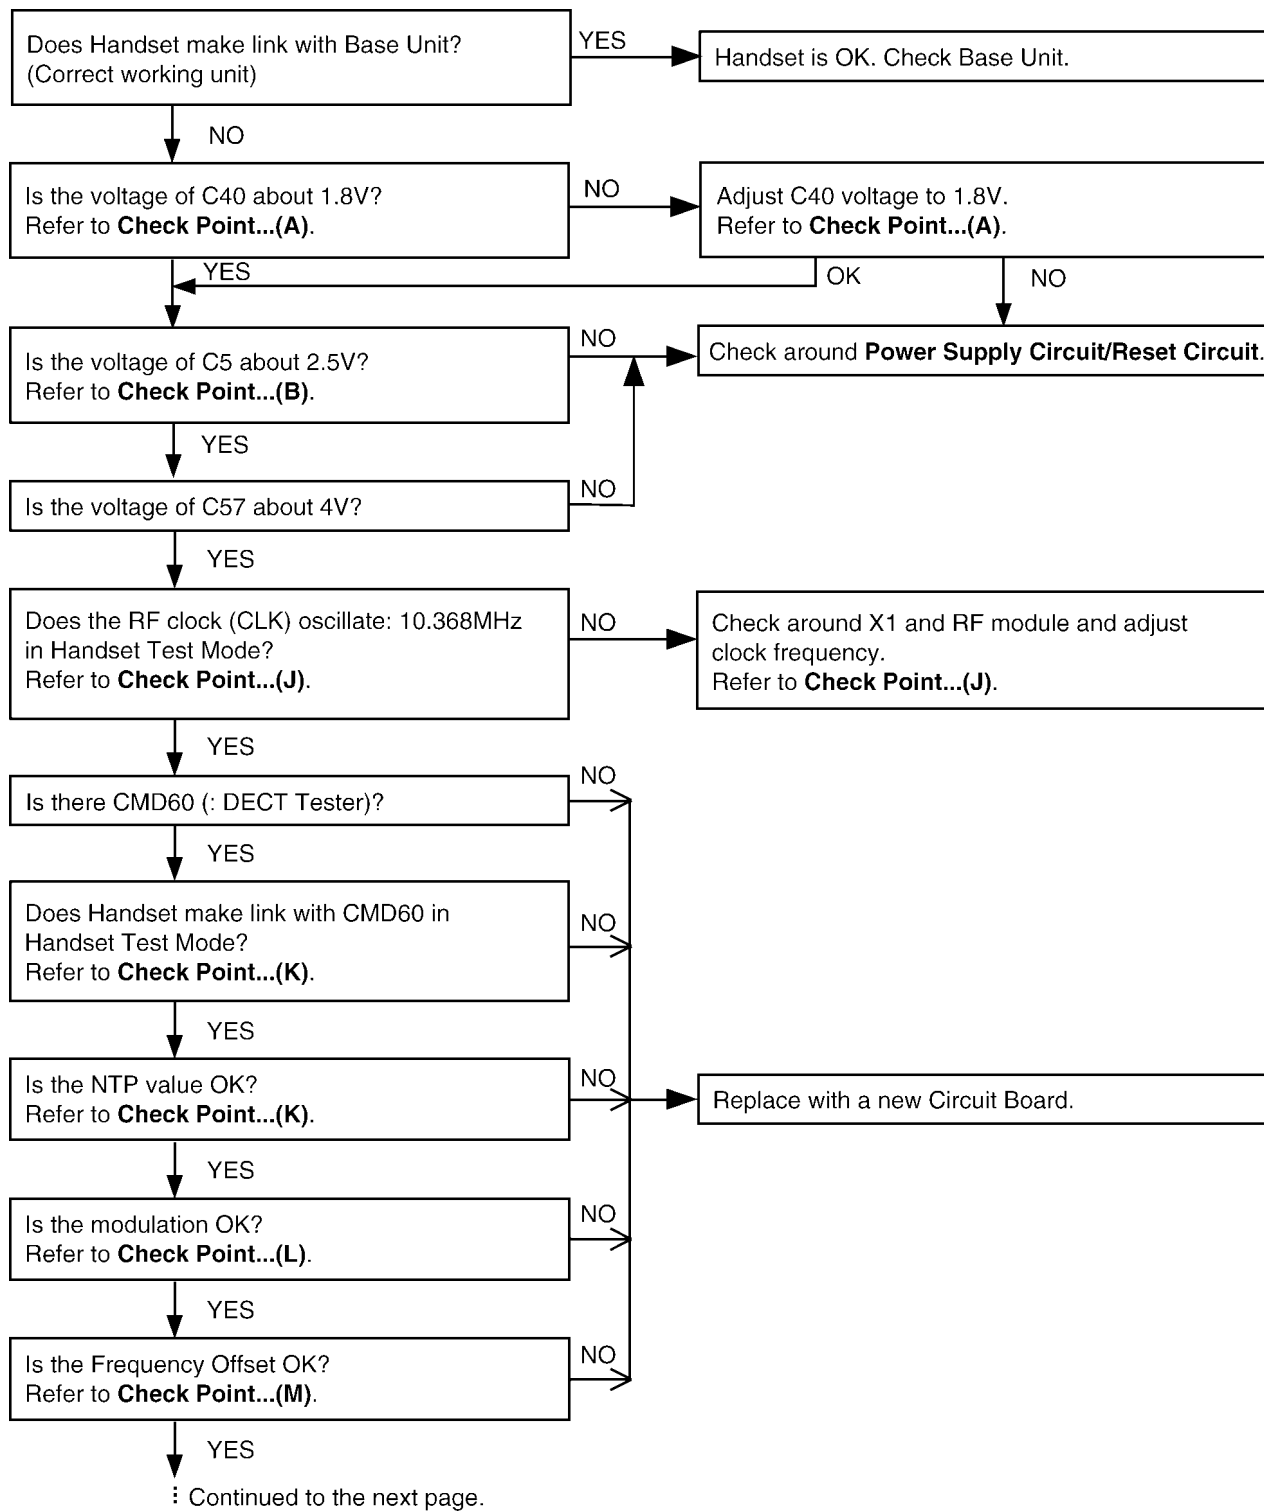 Does Handset make link with Base Unit?
(Correct working unit)
YES
Handset is OK. Check Base Unit.
NO
Is the voltage of C40 about 1.8V?
Refer to Check Point...(A).
NO
Adjust C40 voltage to 1.8V.
Refer to Check Point...(A).
YES
OK
NO
Is the voltage of C5 about 2.5V?
Refer to Check Point...(B).
NO
Check around Power Supply Circuit/Reset Circuit.
YES
Is the voltage of C57 about 4V?
NO
YES
Does the RF clock (CLK) oscillate: 10.368MHz
in Handset Test Mode?
Refer to Check Point...(J).
NO
Check around X1 and RF module and adjust
clock frequency.
Refer to Check Point...(J).
YES
Is there CMD60 (: DECT Tester)?
NO
YES
Does Handset make link with CMD60 in
Handset Test Mode?
Refer to Check Point...(K).
NO
YES
Is the NTP value OK?
Refer to Check Point...(K).
NO
Replace with a new Circuit Board.
YES
Is the modulation OK?
Refer to Check Point...(L).
NO
YES
Is the Frequency Offset OK?
Refer to Check Point...(M).
NO
YES
Continued to the next page.